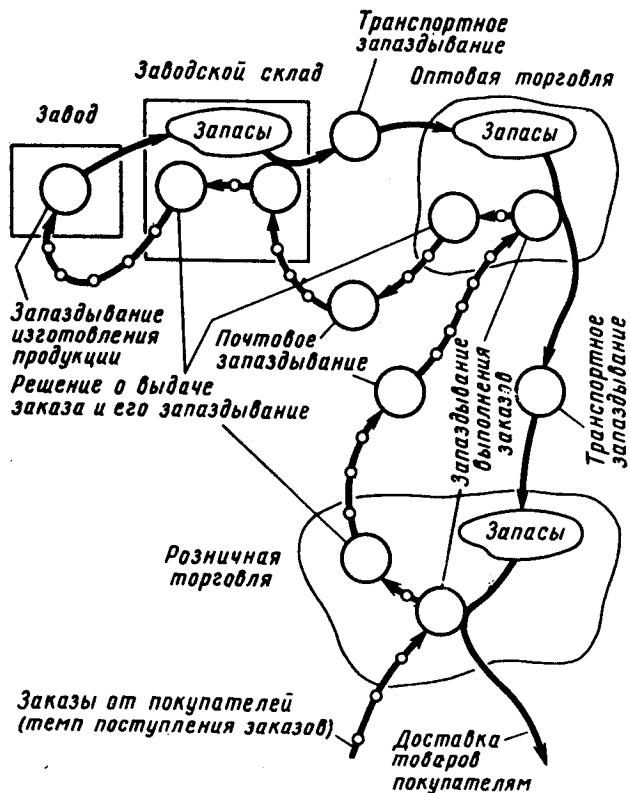 Транспортное
запаздывание
Заводской склад
Оптовая торговля
Завод
Запасы
Запасы
Запаздывание
изготовления
продукции
Почтовое
запаздывание
Решение о выдаче
заказа и его запаздывание
Запаздывание
выполнения
заказов
Транспортное
запаздывание
Запасы
Розничная
торговля
Заказы от покупателей
(темп поступления заказов)
Доставка
товаров
покупателям